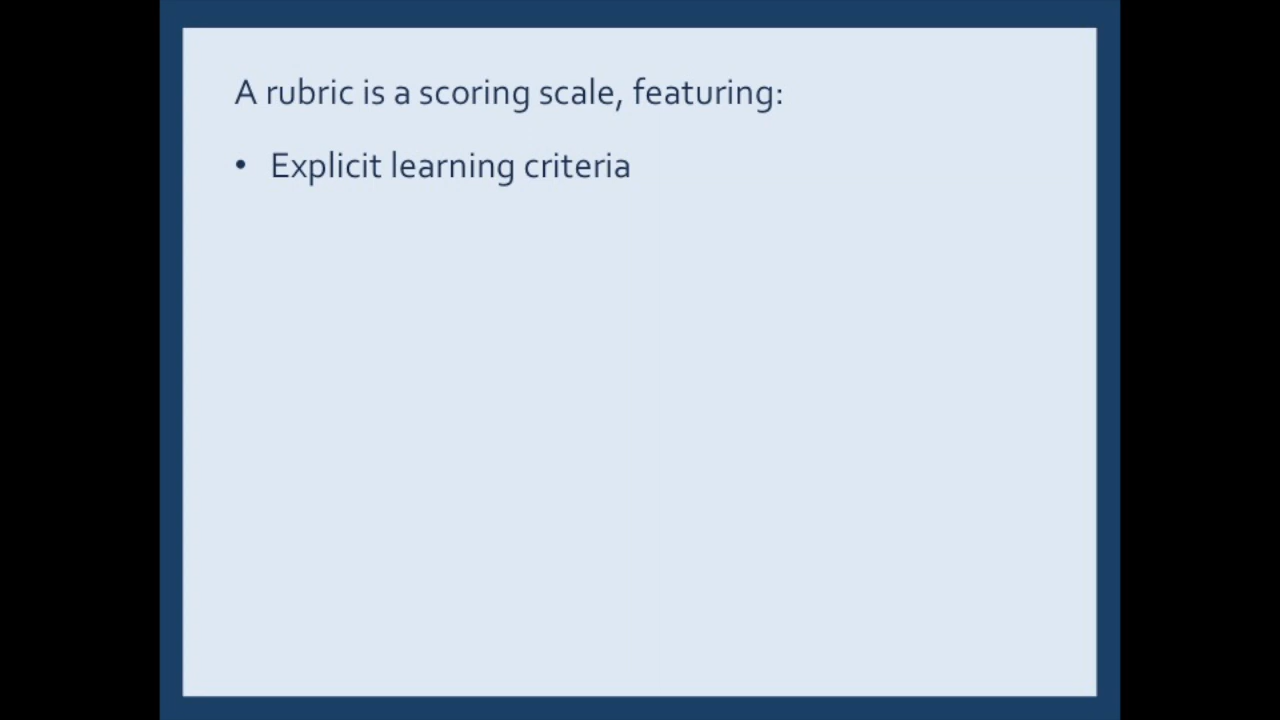 A rubric is a scoring scale, featuring:
• Explicit learning criteria